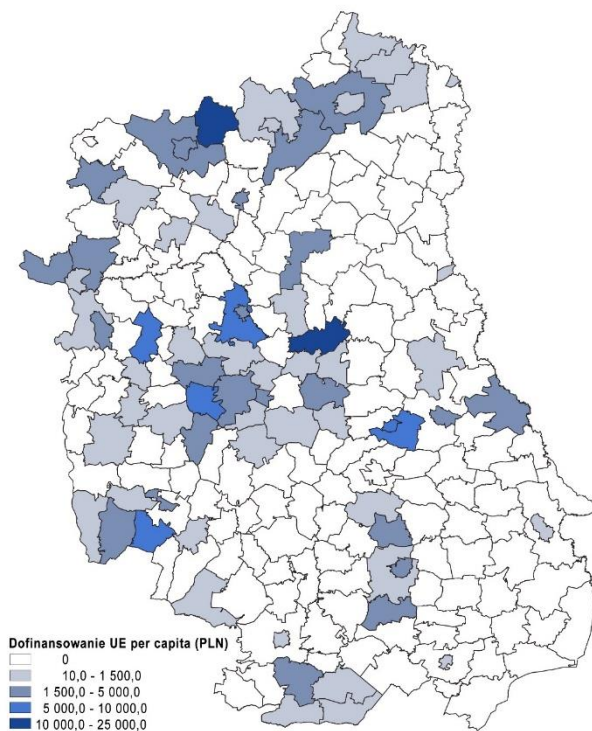 Dofinansowanie UE per capita (PLN)
0
10,0 - 1 500,0
1 500,0 - 5 000,0
5 000,0 - 10 000,0
10 000,0 - 25 000,0